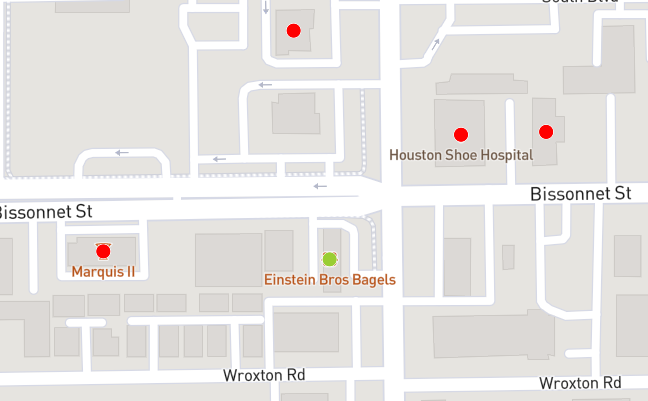 South Blvd
Houston Shoe Hospital
Bissonnet St
Bissonnet St
Marquis II
Einstein Bros Bagels
Wroxton Rd
Wroxton Rd